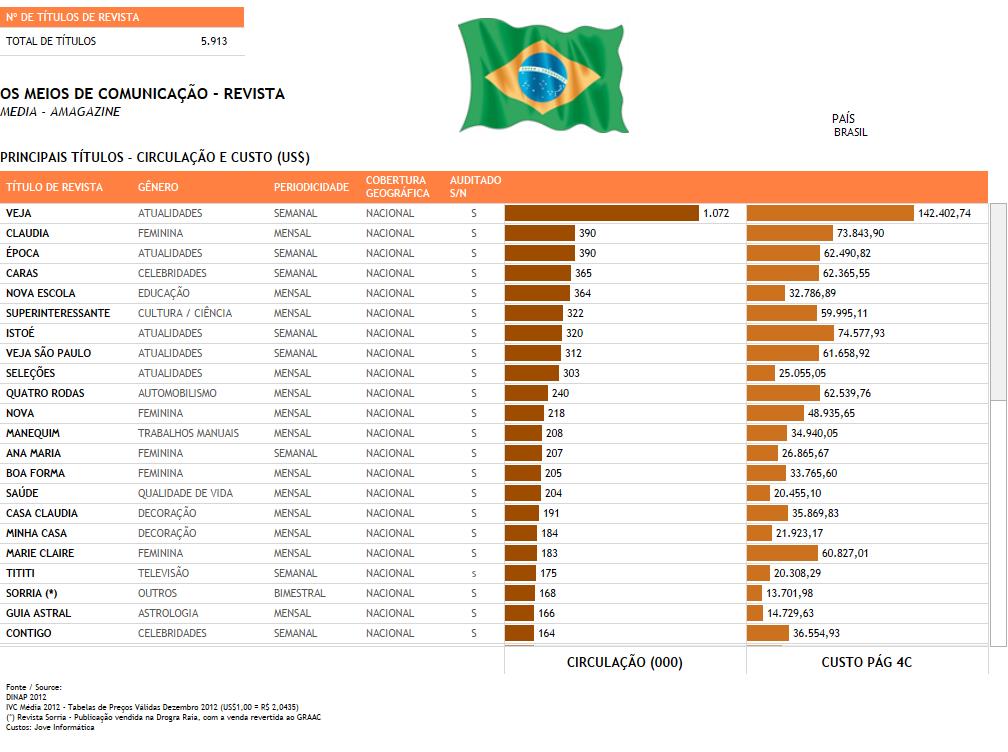 Nº DE TÍTULOS DE REVISTA
TOTAL DE TÍTULOS 5.913
OS MEIOS DE COMUNICAÇÃO - REVISTA
MEDIA - AMAGAZINE
PAÍS
BRASIL
PRINCIPAIS TÍTULOS - CIRCULAÇÃO E CUSTO (US$)
TÍTULO DE REVISTA GÊNERO PERIODICIDADE COBERTURA GEOGRÁFICA AUDITADO S/N
VEJA ATUALIDADES SEMANAL NACIONAL S 1.072 142.402,74
CLAUDIA FEMININA MENSAL NACIONAL S 390 73.843,90
ÉPOCA ATUALIDADES SEMANAL NACIONAL S 390 62.490,82
CARAS CELEBRIDADES SEMANAL NACIONAL S 365 62.365,55
NOVA ESCOLA EDUCAÇÃO MENSAL NACIONAL S 364 32.786,89
SUPERINTERESSANTE CULTURA / CIÊNCIA MENSAL NACIONAL S 322 59.995,11
ISTOÉ ATUALIDADES SEMANAL NACIONAL S 320 74.577,93
VEJA SÃO PAULO ATUALIDADES SEMANAL NACIONAL S 312 61.658,92
SELEÇÕES ATUALIDADES MENSAL NACIONAL S 303 25.055,05
QUATRO RODAS AUTOMOBILISMO MENSAL NACIONAL S 240 62.539,76
NOVA FEMININA MENSAL NACIONAL S 218 48.935,65
MANEQUIM TRABALHOS MANUAIS MENSAL NACIONAL S 208 34.940,05
ANA MARIA FEMININA SEMANAL NACIONAL S 207 26.865,67
BOA FORMA FEMININA MENSAL NACIONAL S 205 33.765,60
SAÚDE QUALIDADE DE VIDA MENSAL NACIONAL S 204 20.455,10
CASA CLAUDIA DECORAÇÃO MENSAL NACIONAL S 191 35.869,83
MINHA CASA DECORAÇÃO MENSAL NACIONAL S 184 21.923,17
MARIE CLAIRE FEMININA MENSAL NACIONAL S 183 60.827,01
TITITI TELEVISÃO SEMANAL NACIONAL s 175 20.308,29
SORRIA (*) OUTROS BIMESTRAL NACIONAL S 168 13.701,98
GUIA ASTRAL ASTROLOGIA MENSAL NACIONAL S 166 14.729,63
CONTIGO CELEBRIDADES SEMANAL NACIONAL S 164 36.554,93
CIRCULAÇÃO (000) CUSTO PÁG 4C
Fonte / Source:
DINAP 2012
IVC Média 2012 - Tabelas de Preços Válidas Dezembro 2012 (US$1,00 = R$ 2,0435)
(*) Revista Sorria - Publicação vendida na Drogra Raia, com a venda revertida ao GRAAC
Custos: Jove Informática